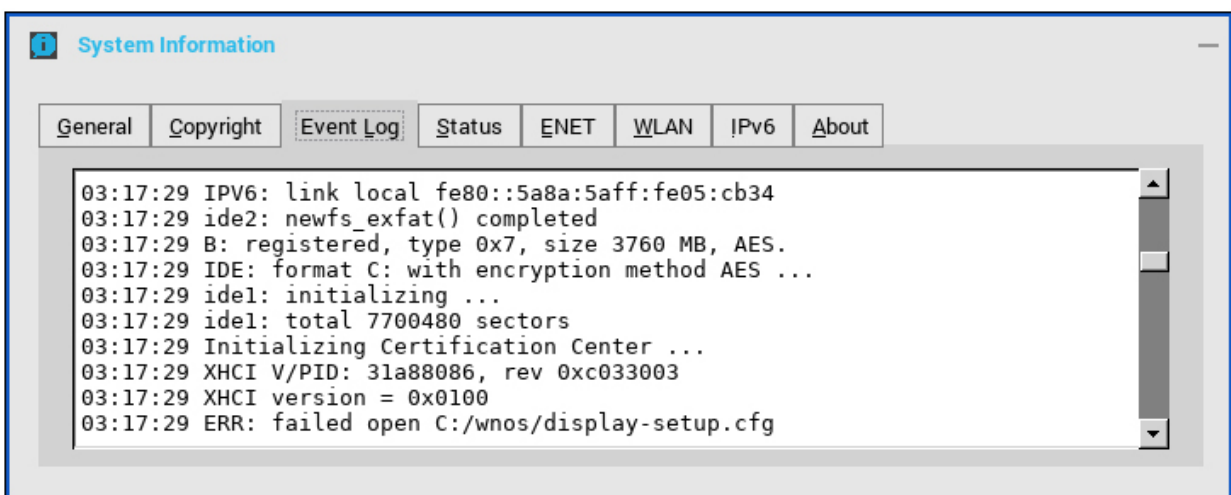 System Information
General Copyright Event Log Status ENET WLAN IPv6 About
03:17:29 IPV6: link local fe80::5a8a:5aff:fe05:cb34
03:17:29 ide2: newfs_exfat() completed
03:17:29 B: registered, type 0x7, size 3760 MB, AES.
03:17:29 IDE: format C: with encryption method AES ...
03:17:29 ide1: initializing ...
03:17:29 ide1: total 7700480 sectors
03:17:29 Initializing Certification Center ...
03:17:29 XHCI V/PID: 31a88086, rev 0xc033003
03:17:29 XHCI version = 0x0100
03:17:29 ERR: failed open C:/wnos/display-setup.cfg